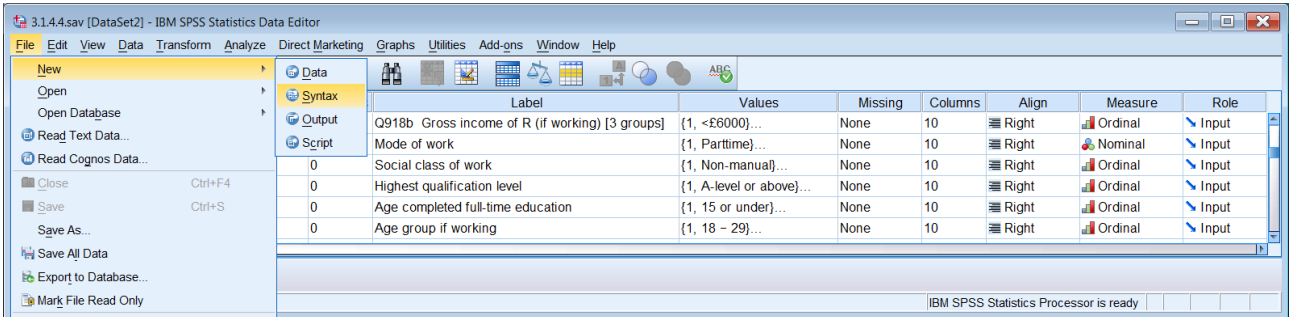 3.1.4.4.sav [DataSet2] - IBM SPSS Statistics Data Editor
File Edit View Data Transform Analyze Direct Marketing Graphs Utilities Add-ons Window Help
New
Open
Open Database
Read Text Data...
Read Cognos Data...
Close Ctrl+F4
Save Ctrl+S
Save As...
Save All Data
Export to Database...
Mark File Read Only
Data
Syntax
Output
Script
Label Values Missing Columns Align Measure Role
Q918b Gross income of R (if working) [3 groups] {1, <£6000}... None 10 Right Ordinal Input
Mode of work {1, Parttime}... None 10 Right Nominal Input
0 Social class of work {1, Non-manual}... None 10 Right Ordinal Input
0 Highest qualification level {1, A-level or above}... None 10 Right Ordinal Input
0 Age completed full-time education {1, 15 or under}... None 10 Right Ordinal Input
0 Age group if working {1, 18 − 29}... None 10 Right Ordinal Input
IBM SPSS Statistics Processor is ready